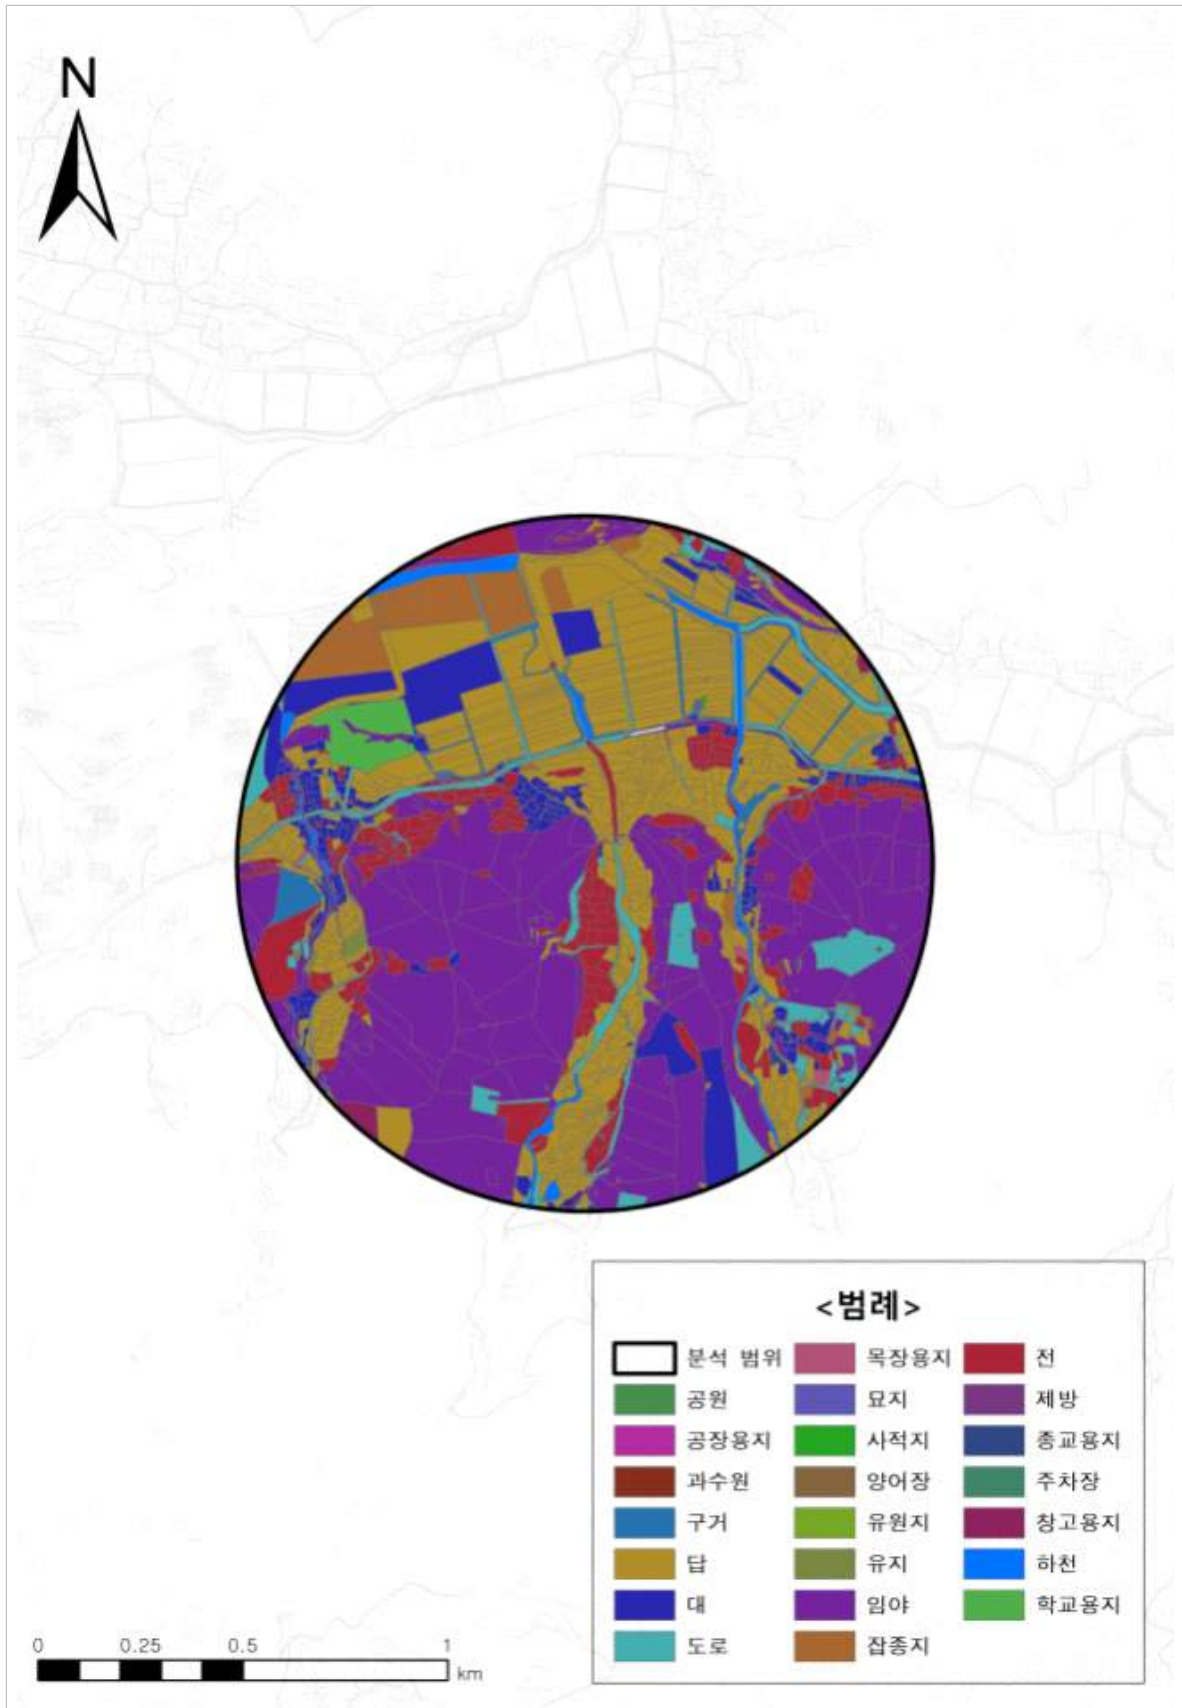 N
<범례>
분석 범위 목장용지 전
공원 묘지 제방
공장용지 사적지 종교용지
과수원 양어장 주차장
구거 유원지 창고용지
답 유지 하천
대 임야 학교용지
도로 잡종지
0 0.25 0.5 1
km